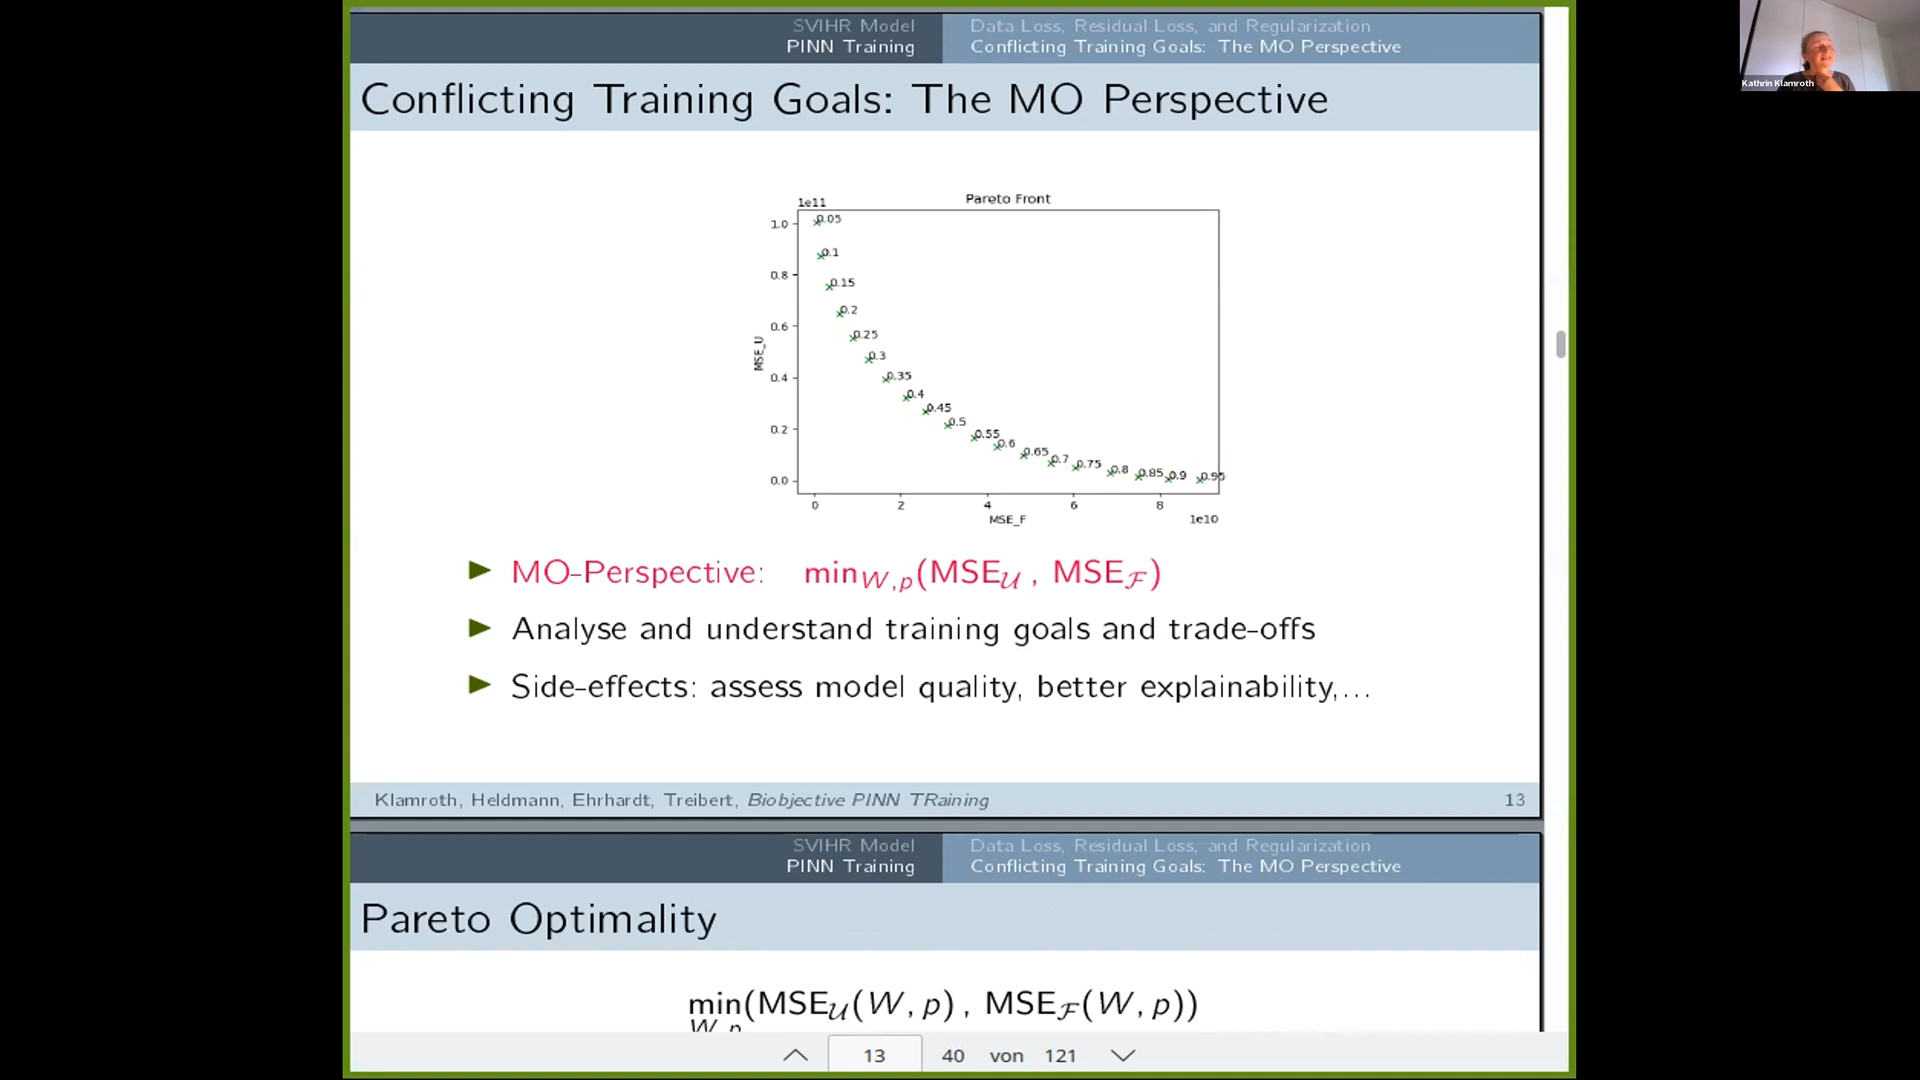 SVIHR Model
PINN Training
Data Loss, Residual Loss, and Regularization
Conflicting Training Goals: The MO Perspective
Kathrin Klamroth
Conflicting Training Goals: The MO Perspective
Pareto Front
1e11
1.0
0.8
0.6
0.4
0.2
0.0
MSE_U
0.05
0.1
0.15
0.2
0.25
0.3
0.35
0.4
0.45
0.5
0.55
0.6
0.65
0.7
0.75
0.8
0.85
0.9
0.95
0 2 4 6 8
MSE_F
1e10
▶ MO-Perspective: min_{W,p}(MSE_𝒰 , MSE_ℱ)
▶ Analyse and understand training goals and trade-offs
▶ Side-effects: assess model quality, better explainability,...
Klamroth, Heldmann, Ehrhardt, Treibert, Biobjective PINN TRaining 13
SVIHR Model
PINN Training
Data Loss, Residual Loss, and Regularization
Conflicting Training Goals: The MO Perspective
Pareto Optimality
min(MSE_𝒰(W, p) , MSE_ℱ(W, p))
W,p
13 40 von 121